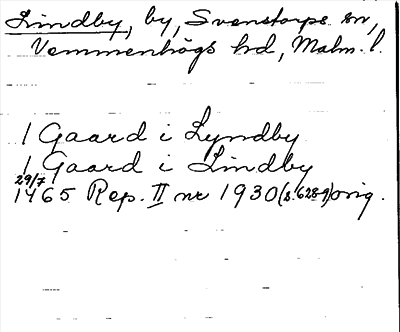 Lindby, by, Svenstorps sn,
Vemmenhögs hd, Malm. l.
1 Gaard i Lyndby
1 Gaard i Lindby
29/7
1465 Rep. II nr 1930 (s. 628 f) orig.